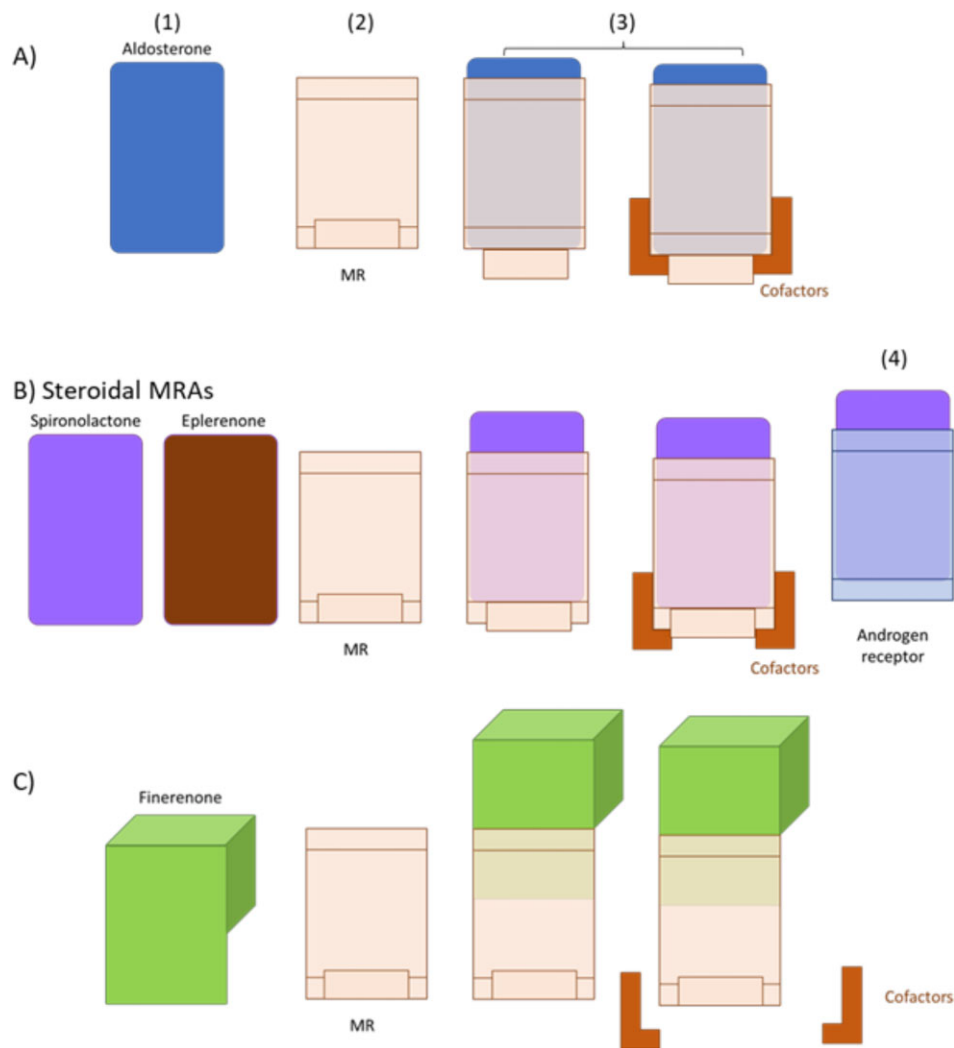 (1)
(2)
(3)
A)
Aldosterone
MR
Cofactors
(4)
B) Steroidal MRAs
Spironolactone
Eplerenone
MR
Cofactors
Androgen
receptor
C)
Finerenone
MR
Cofactors